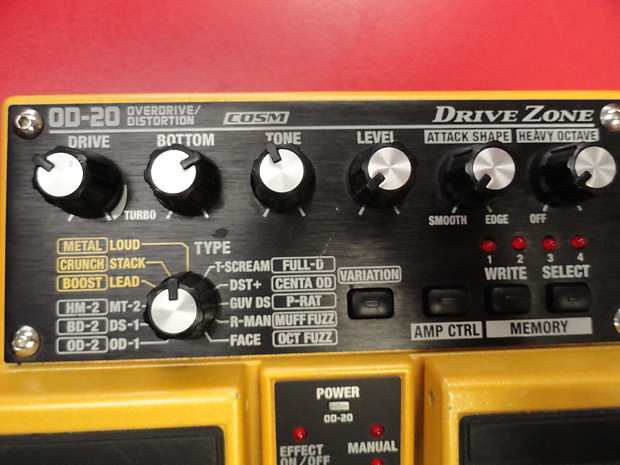 OD-20 OVERDRIVE/ DISTORTION COSM DRIVE ZONE
DRIVE BOTTOM TONE LEVEL ATTACK SHAPE HEAVY OCTAVE
TURBO SMOOTH EDGE OFF
TYPE
METAL LOUD
CRUNCH STACK
BOOST LEAD
HM-2 MT-2
BD-2 DS-1
OD-2 OD-1
T-SCREAM FULL-D
DST+ CENTA OD
GUV DS P-RAT
R-MAN MUFF FUZZ
FACE OCT FUZZ
VARIATION
1 2 3 4
WRITE SELECT
AMP CTRL MEMORY
POWER
OD-20
EFFECT ON/OFF
MANUAL